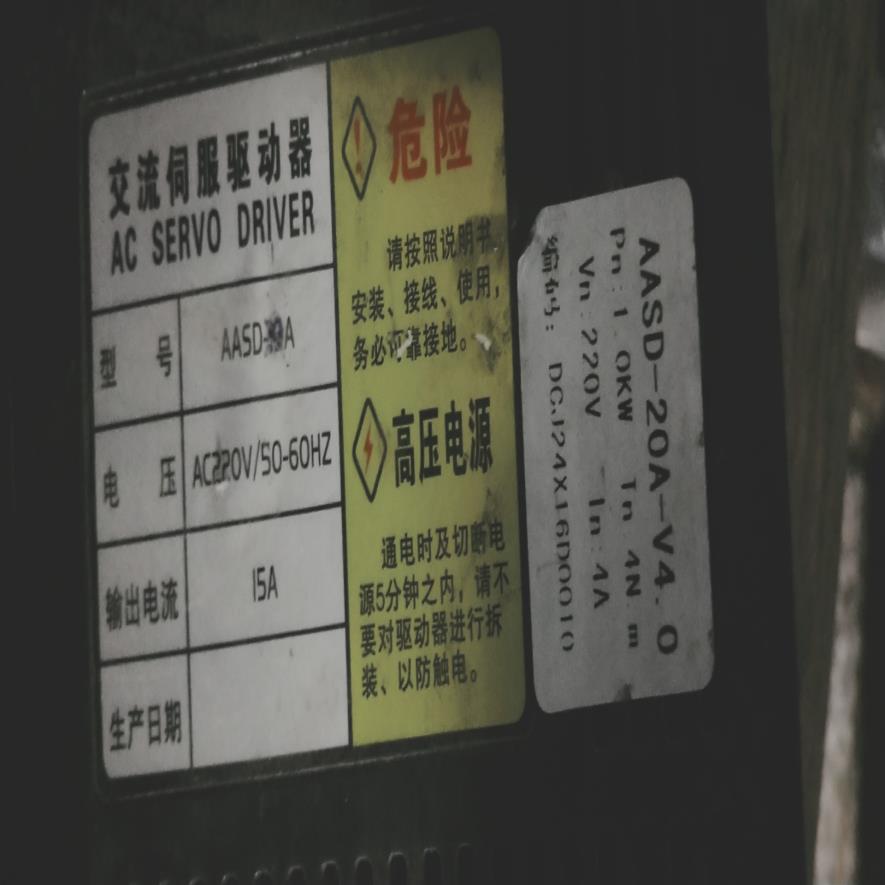 交流伺服驱动器
AC SERVO DRIVER
型 号
电 压 AC220V/50-60HZ
输出电流 15A
生产日期
危险
请按照说明书
安装、接线、使用,
务必可靠接地。
高压电源
通电时及切断电
源5分钟之内,请不
要对驱动器进行拆
装、以防触电。
AASD-20A-V4.0
Pn:1.0KW Tn:4N.m
Vn:220V In:4A
编码: DGJ24X16D0010